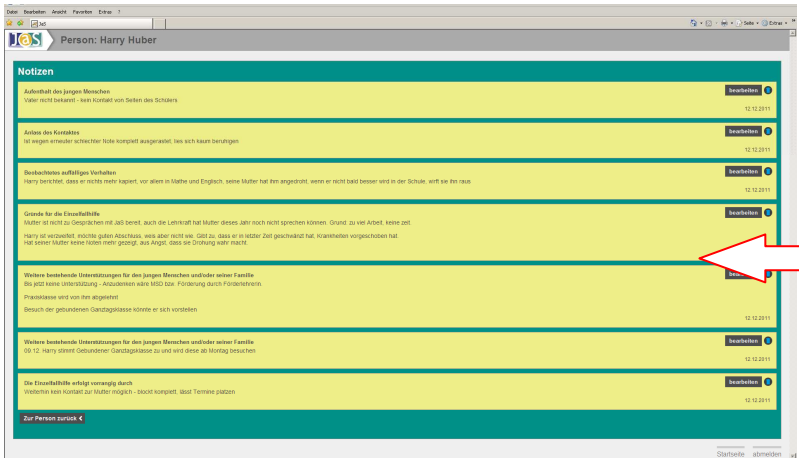 Datei Bearbeiten Ansicht Favoriten Extras ?
JaS
Seite Extras
JaS Person: Harry Huber
Notizen
Aufenthalt des jungen Menschen bearbeiten
Vater nicht bekannt - kein Kontakt von Seiten des Schülers
12.12.2011
Anlass des Kontaktes bearbeiten
Ist wegen erneuter schlechter Note komplett ausgerastet, lies sich kaum beruhigen
12.12.2011
Beobachtetes auffälliges Verhalten bearbeiten
Harry berichtet, dass er nichts mehr kapiert, vor allem in Mathe und Englisch, seine Mutter hat ihm angedroht, wenn er nicht bald besser wird in der Schule, wirft sie ihn raus
12.12.2011
Gründe für die Einzelfallhilfe bearbeiten
Mutter ist nicht zu Gesprächen mit JaS bereit, auch die Lehrkraft hat Mutter dieses Jahr noch nicht sprechen können. Grund: zu viel Arbeit, keine zeit
Harry ist verzweifelt, möchte guten Abschluss, weis aber nicht wie. Gibt zu, dass er in letzter Zeit geschwänzt hat, Krankheiten vorgeschoben hat.
Hat seiner Mutter keine Noten mehr gezeigt, aus Angst, dass sie Drohung wahr macht.
Weitere bestehende Unterstützungen für den jungen Menschen und/oder seiner Familie
Bis jetzt keine Unterstützung - Anzudenken wäre MSD bzw. Förderung durch Förderlehrerin.
Praxisklasse wird von ihm abgelehnt
Besuch der gebundenen Ganztagsklasse könnte er sich vorstellen
12.12.2011
Weitere bestehende Unterstützungen für den jungen Menschen und/oder seiner Familie bearbeiten
09.12. Harry stimmt Gebundener Ganztagsklasse zu und wird diese ab Montag besuchen
12.12.2011
Die Einzelfallhilfe erfolgt vorrangig durch bearbeiten
Weiterhin kein Kontakt zur Mutter möglich - blockt komplett, lässt Termine platzen
12.12.2011
Zur Person zurück
Startseite abmelden